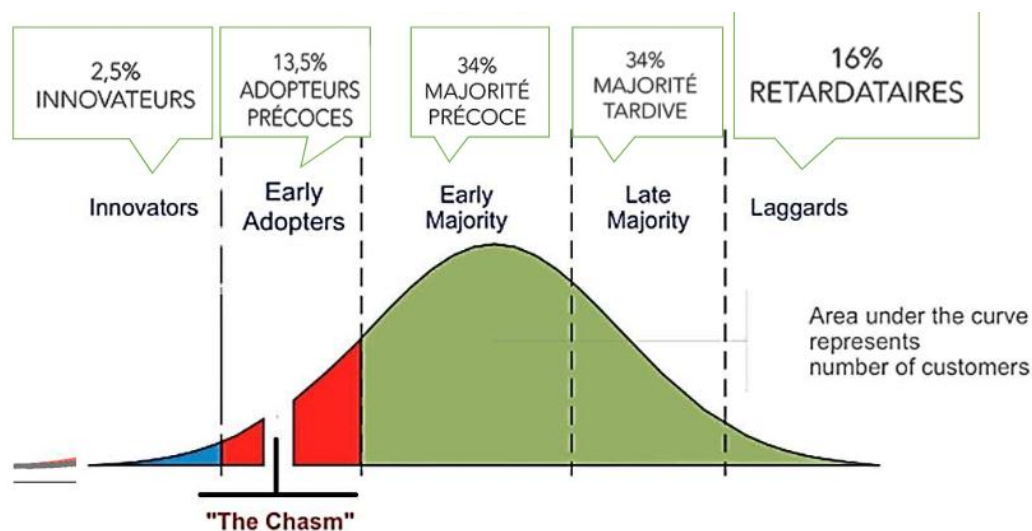 2,5%
INNOVATEURS
13,5%
ADOPTEURS
PRÉCOCES
34%
MAJORITÉ
PRÉCOCE
34%
MAJORITÉ
TARDIVE
16%
RETARDATAIRES
Innovators
Early
Adopters
Early
Majority
Late
Majority
Laggards
Area under the curve
represents
number of customers
"The Chasm"